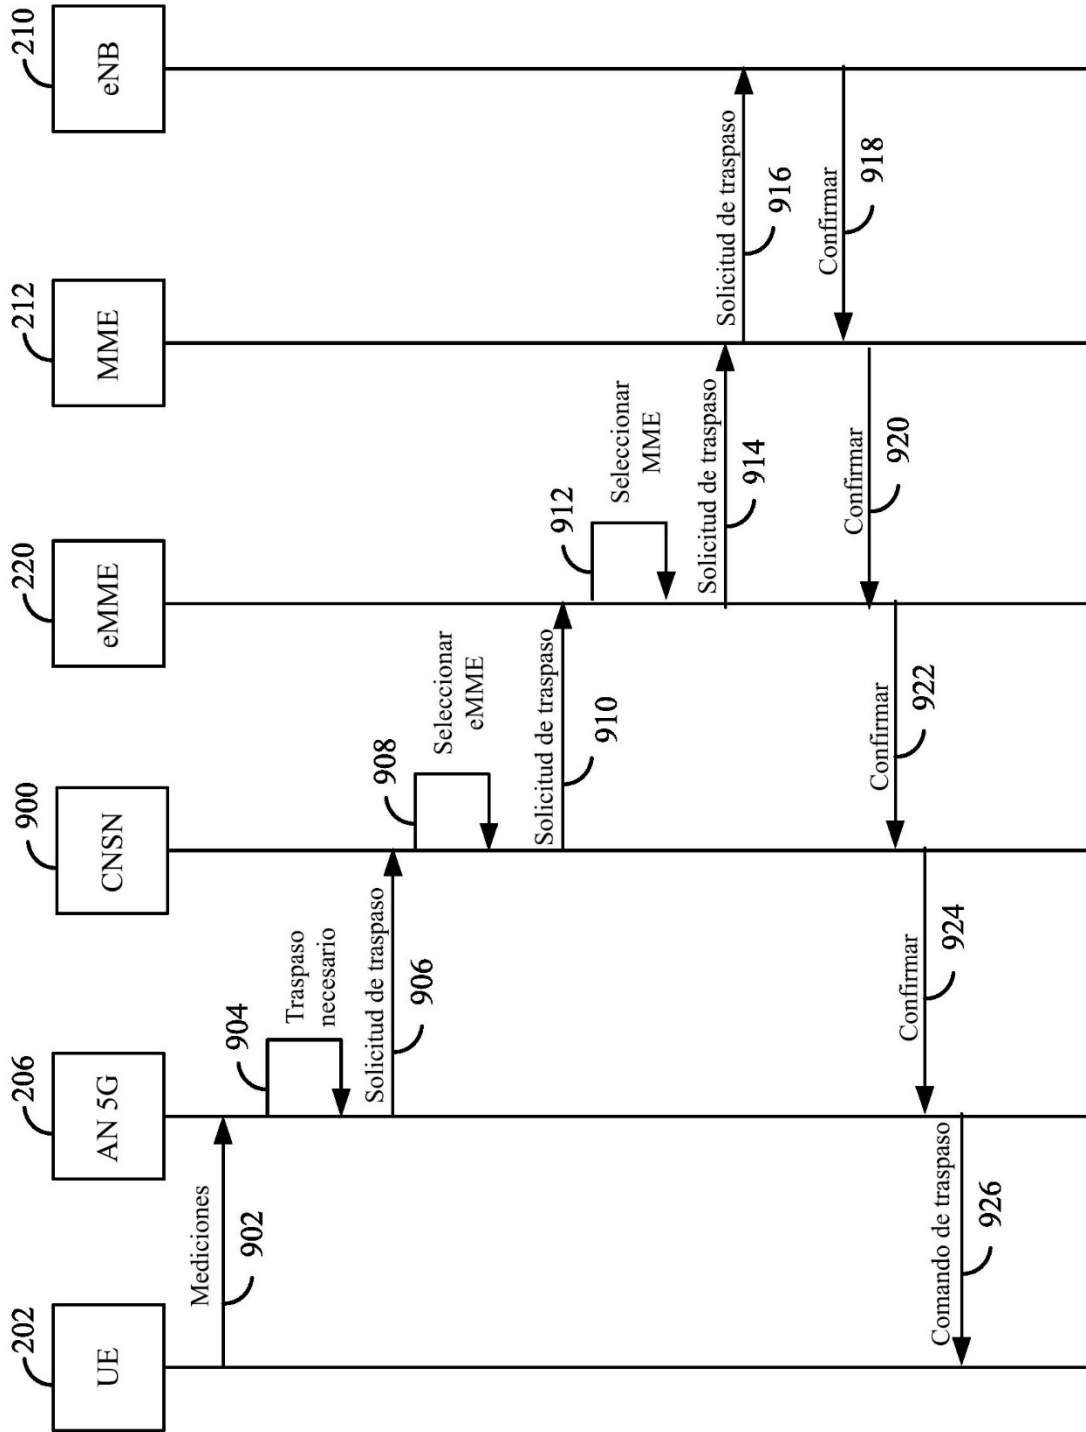 202
206
900
220
212
210
UE
AN 5G
CNSN
eMME
MME
eNB
Mediciones
902
904
Traspaso
necesario
Solicitud de traspaso
906
908
Seleccionar
eMME
Solicitud de traspaso
910
912
Seleccionar
MME
Solicitud de traspaso
914
Solicitud de traspaso
916
Confirmar
918
Confirmar
920
Confirmar
922
Confirmar
924
Comando de traspaso
926